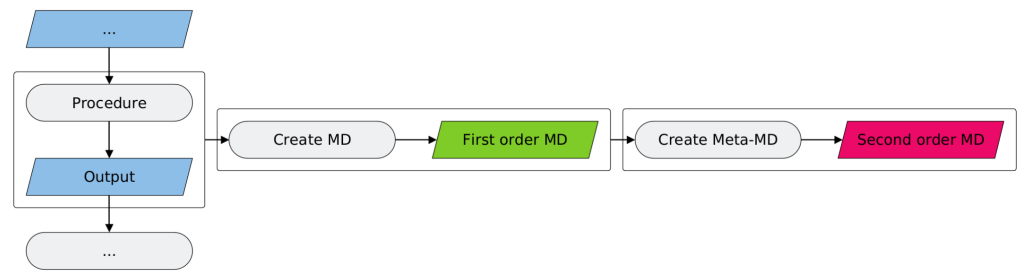 ...
Procedure
Output
...
Create MD
First order MD
Create Meta-MD
Second order MD